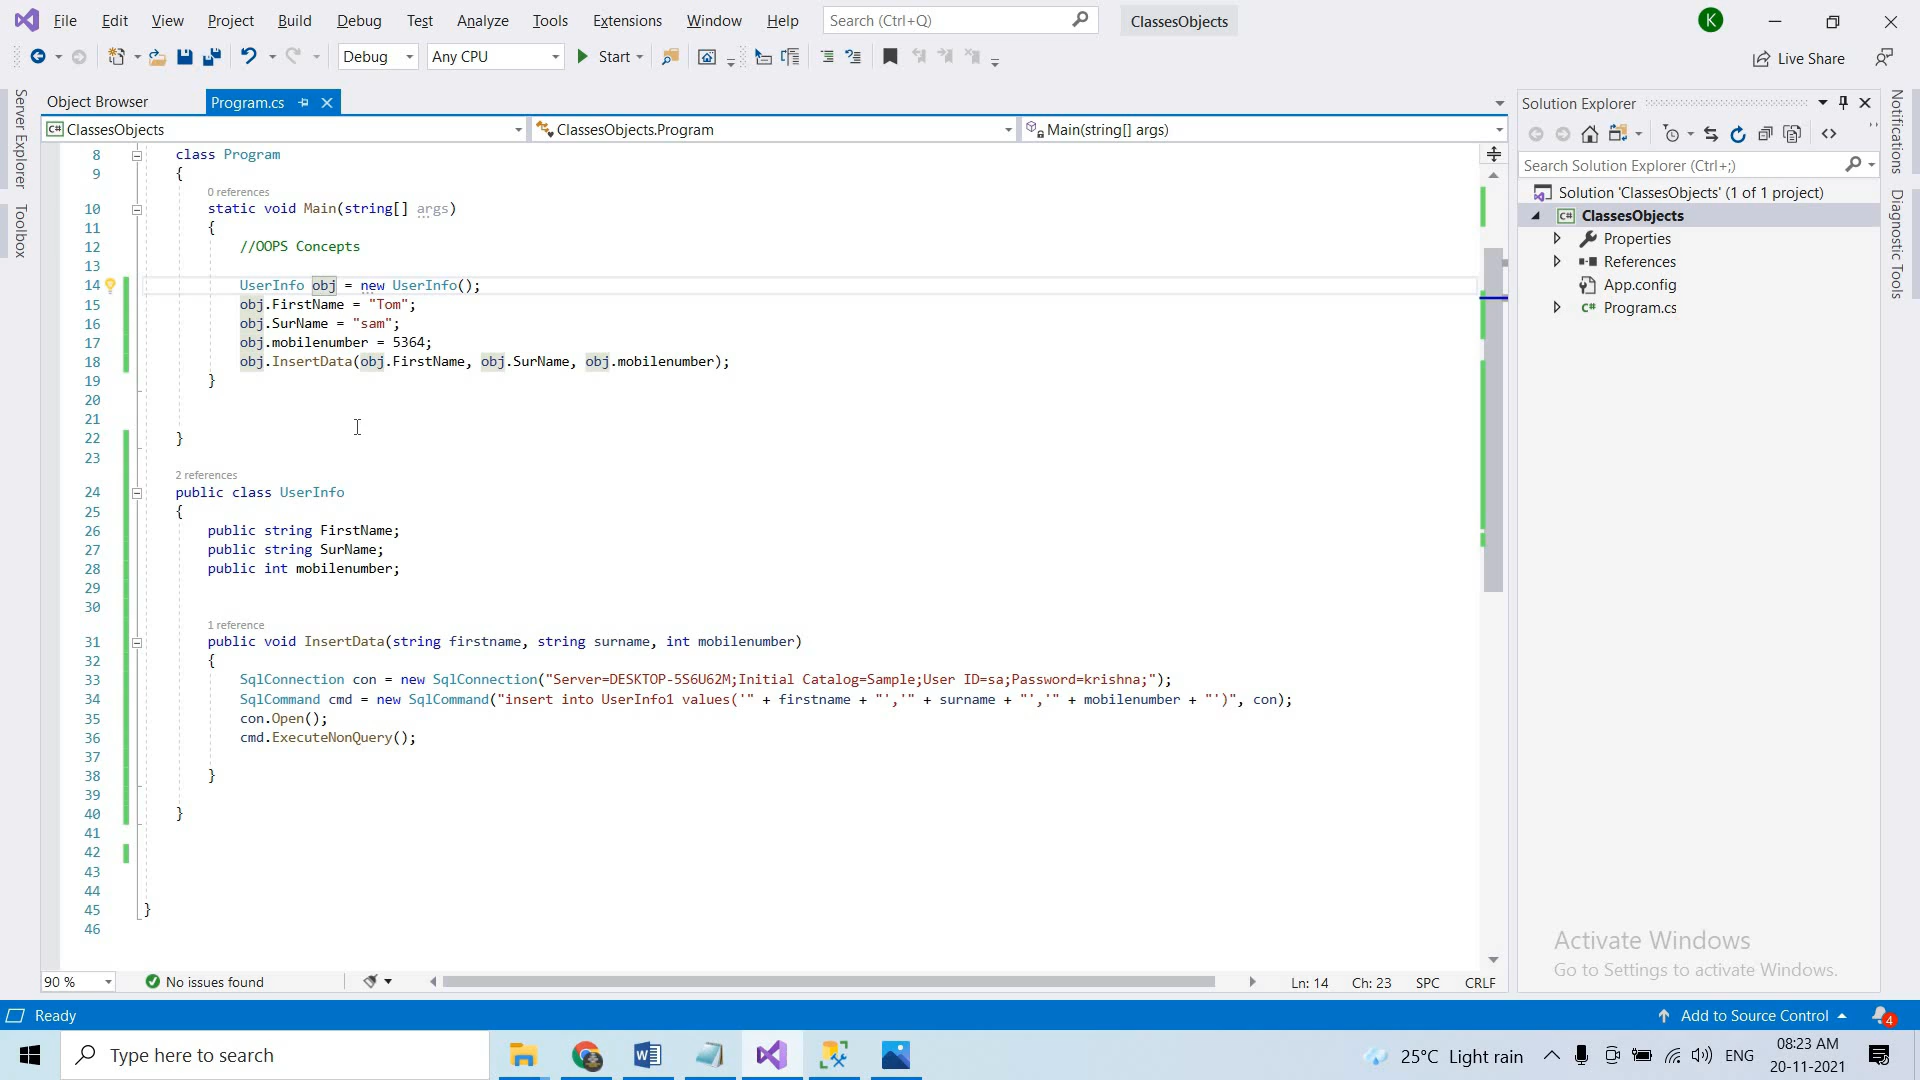 File Edit View Project Build Debug Test Analyze Tools Extensions Window Help Search (Ctrl+Q) ClassesObjects K
Debug Any CPU Start Live Share
Server Explorer
Toolbox
Object Browser Program.cs
ClassesObjects ClassesObjects.Program Main(string[] args)
8 class Program
9 {
0 references
10 static void Main(string[] args)
11 {
12 //OOPS Concepts
13
14 UserInfo obj = new UserInfo();
15 obj.FirstName = "Tom";
16 obj.SurName = "sam";
17 obj.mobilenumber = 5364;
18 obj.InsertData(obj.FirstName, obj.SurName, obj.mobilenumber);
19 }
20
21
22 }
23
2 references
24 public class UserInfo
25 {
26 public string FirstName;
27 public string SurName;
28 public int mobilenumber;
29
30
1 reference
31 public void InsertData(string firstname, string surname, int mobilenumber)
32 {
33 SqlConnection con = new SqlConnection("Server=DESKTOP-5S6U62M;Initial Catalog=Sample;User ID=sa;Password=krishna;");
34 SqlCommand cmd = new SqlCommand("insert into UserInfo1 values('" + firstname + "','" + surname + "','" + mobilenumber + "')", con);
35 con.Open();
36 cmd.ExecuteNonQuery();
37
38 }
39
40 }
41
42
43
44
45 }
46
90 % No issues found Ln: 14 Ch: 23 SPC CRLF
Solution Explorer
Search Solution Explorer (Ctrl+;)
Solution 'ClassesObjects' (1 of 1 project)
C# ClassesObjects
Properties
References
App.config
C# Program.cs
Notifications
Diagnostic Tools
Activate Windows
Go to Settings to activate Windows.
Ready Add to Source Control 4
Type here to search 25°C Light rain ENG 08:23 AM
20-11-2021